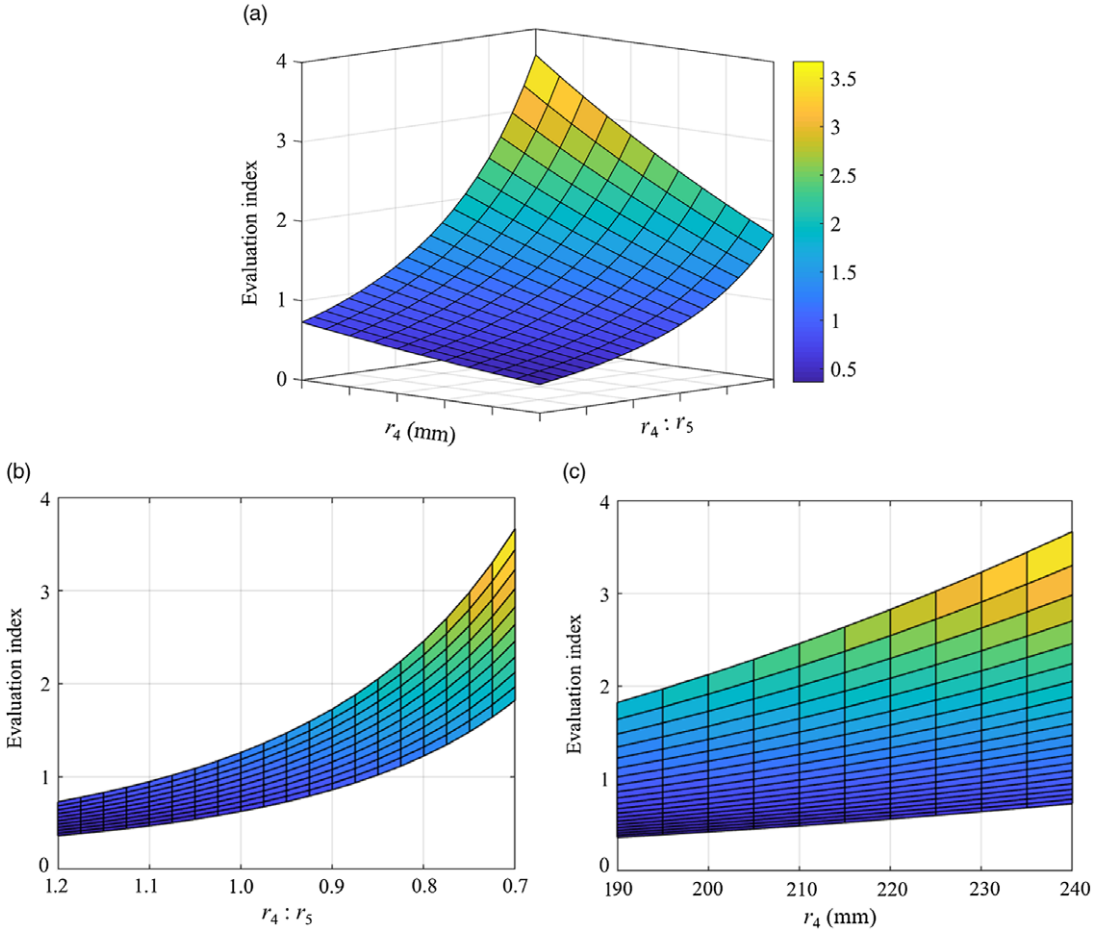 (a)
4
3
2
1
0
Evaluation index
r4 (mm)
r4 : r5
3.5
3
2.5
2
1.5
1
0.5
(b)
4
3
2
1
0
Evaluation index
1.2 1.1 1.0 0.9 0.8 0.7
r4 : r5
(c)
4
3
2
1
0
Evaluation index
190 200 210 220 230 240
r4 (mm)